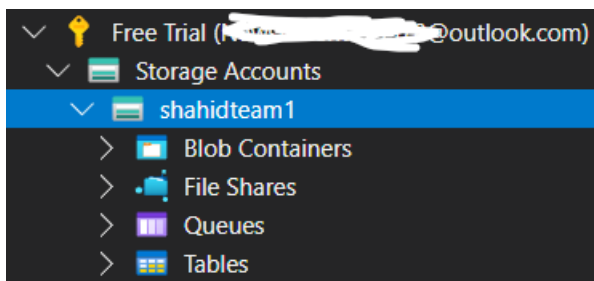 Free Trial (@outlook.com)
Storage Accounts
shahidteam1
Blob Containers
File Shares
Queues
Tables